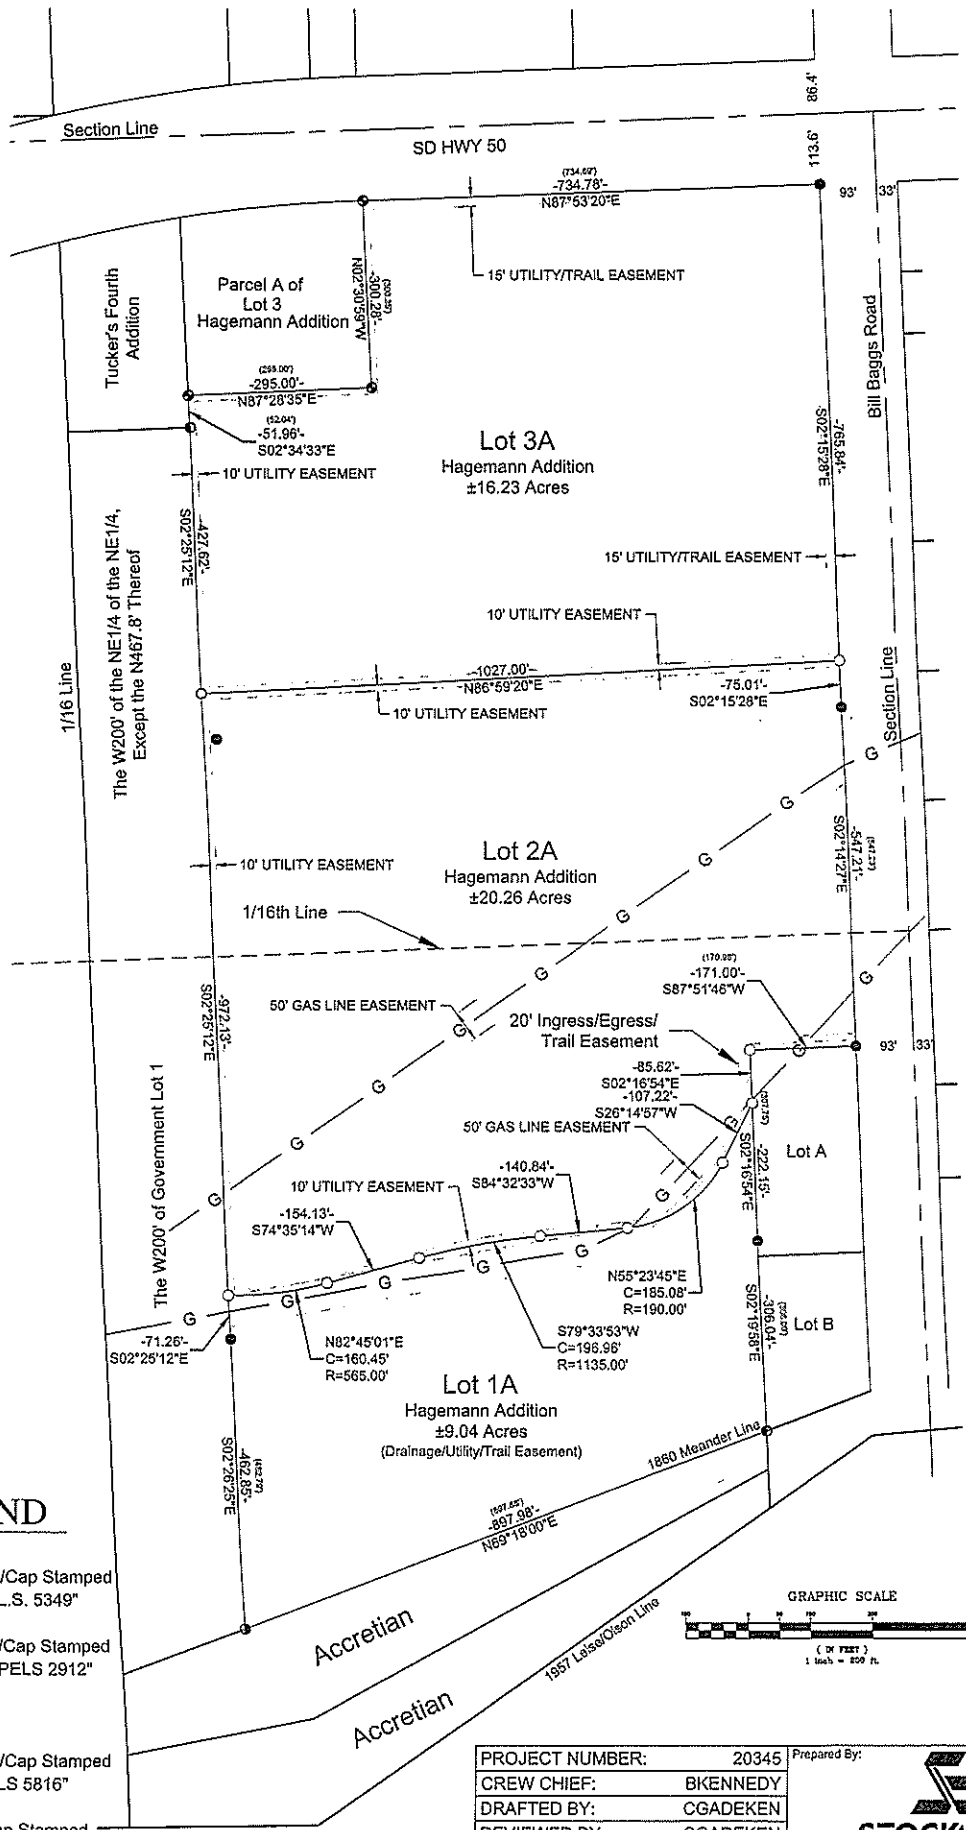 86.4'
Section Line
SD HWY 50
113.6'
-734.78'-
N87°53'20"E
93'
33'
15' UTILITY/TRAIL EASEMENT
Tucker's Fourth
Addition
Parcel A of
Lot 3
Hagemann Addition
-300.28'-
N02°30'59"W
(295.00')
-295.00'-
N87°28'35"E
(52.04')
-51.96'-
S02°34'33"E
10' UTILITY EASEMENT
Lot 3A
Hagemann Addition
±16.23 Acres
Bill Baggs Road
-765.84'-
S02°15'28"E
-427.62'-
S02°25'12"E
The W200' of the NE1/4 of the NE1/4,
Except the N467.8' Thereof
1/16 Line
15' UTILITY/TRAIL EASEMENT
10' UTILITY EASEMENT
-1027.00'-
N86°59'20"E
-75.01'-
S02°15'28"E
10' UTILITY EASEMENT
Section Line
G
G
G
G
G
G
G
G
G
(547.23')
-547.21'-
S02°14'27"E
Lot 2A
Hagemann Addition
±20.26 Acres
10' UTILITY EASEMENT
1/16th Line
-171.00'-
S87°51'46"W
G
-972.13'-
S02°25'12"E
50' GAS LINE EASEMENT
20' Ingress/Egress/
Trail Easement
93'
33'
-85.62'-
S02°16'54"E
-107.22'-
S26°14'57"W
50' GAS LINE EASEMENT
(307.75')
-222.15'-
S02°16'54"E
Lot A
The W200' of Government Lot 1
10' UTILITY EASEMENT
-140.84'-
S84°32'33"W
-154.13'-
S74°35'14"W
G
G
G
G
G
G
G
G
N55°23'45"E
C=185.08'
R=190.00'
-71.26'-
S02°25'12"E
N82°45'01"E
C=160.45'
R=565.00'
S79°33'53"W
C=196.96'
R=1135.00'
-306.04'-
S02°19'58"E
Lot B
Lot 1A
Hagemann Addition
±9.04 Acres
(Drainage/Utility/Trail Easement)
1860 Meander Line
-462.85'-
S02°26'25"E
-897.98'-
N69°18'00"E
ND
/Cap Stamped
L.S. 5349"
/Cap Stamped
PELS 2912"
/Cap Stamped
LS 5816"
Accretian
Accretian
1957 Leise/Olson Line
GRAPHIC SCALE
100
0
50
100
200
( IN FEET )
1 inch = 200 ft.
PROJECT NUMBER: 20345
CREW CHIEF: BKENNEDY
DRAFTED BY: CGADEKEN
Prepared By: